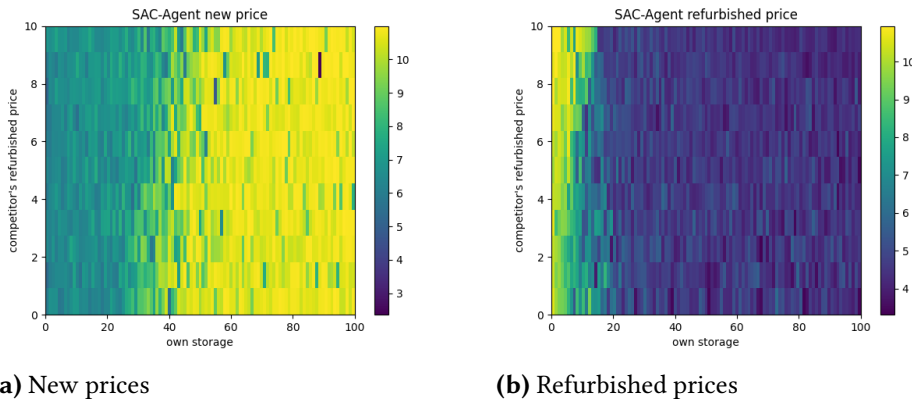 SAC-Agent new price
competitor's refurbished price
10
8
6
4
2
0
0 20 40 60 80 100
own storage
10
9
8
7
6
5
4
3
SAC-Agent refurbished price
competitor's refurbished price
10
8
6
4
2
0
0 20 40 60 80 100
own storage
10
9
8
7
6
5
4
a) New prices
(b) Refurbished prices